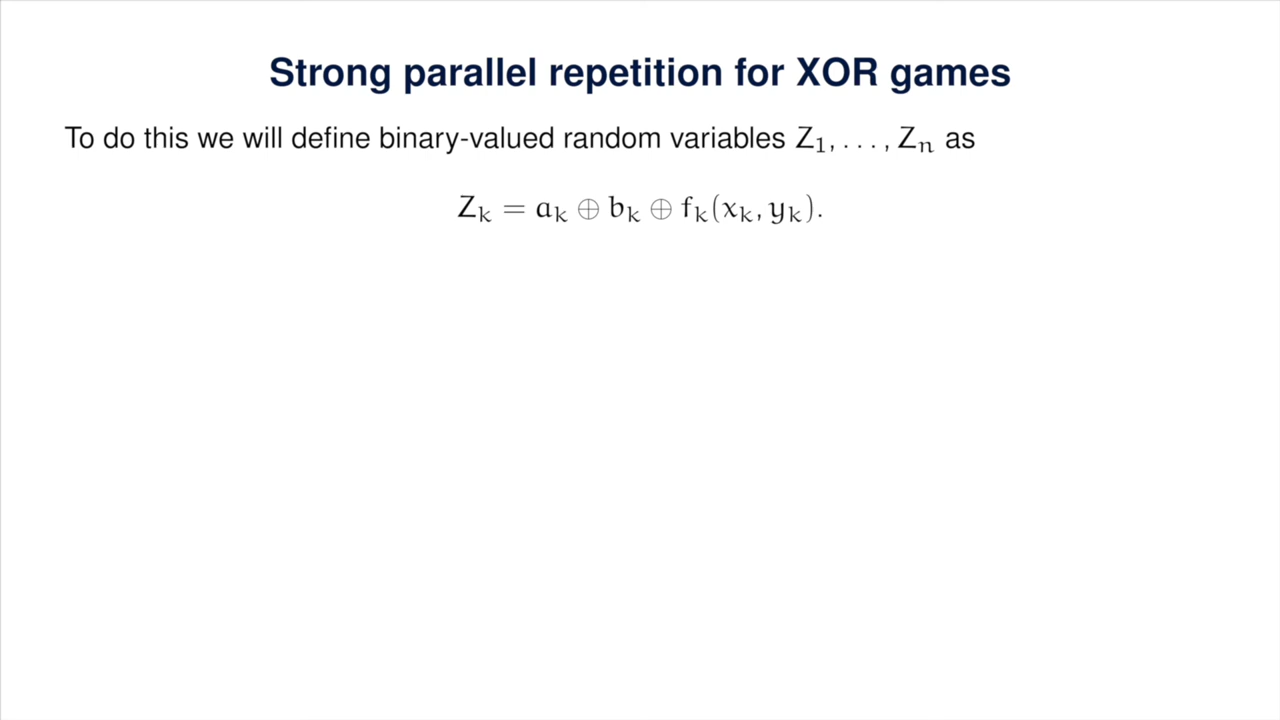 Strong parallel repetition for XOR games
To do this we will define binary-valued random variables Z₁, . . . , Zₙ as
Zₖ = aₖ ⊕ bₖ ⊕ fₖ(xₖ, yₖ).